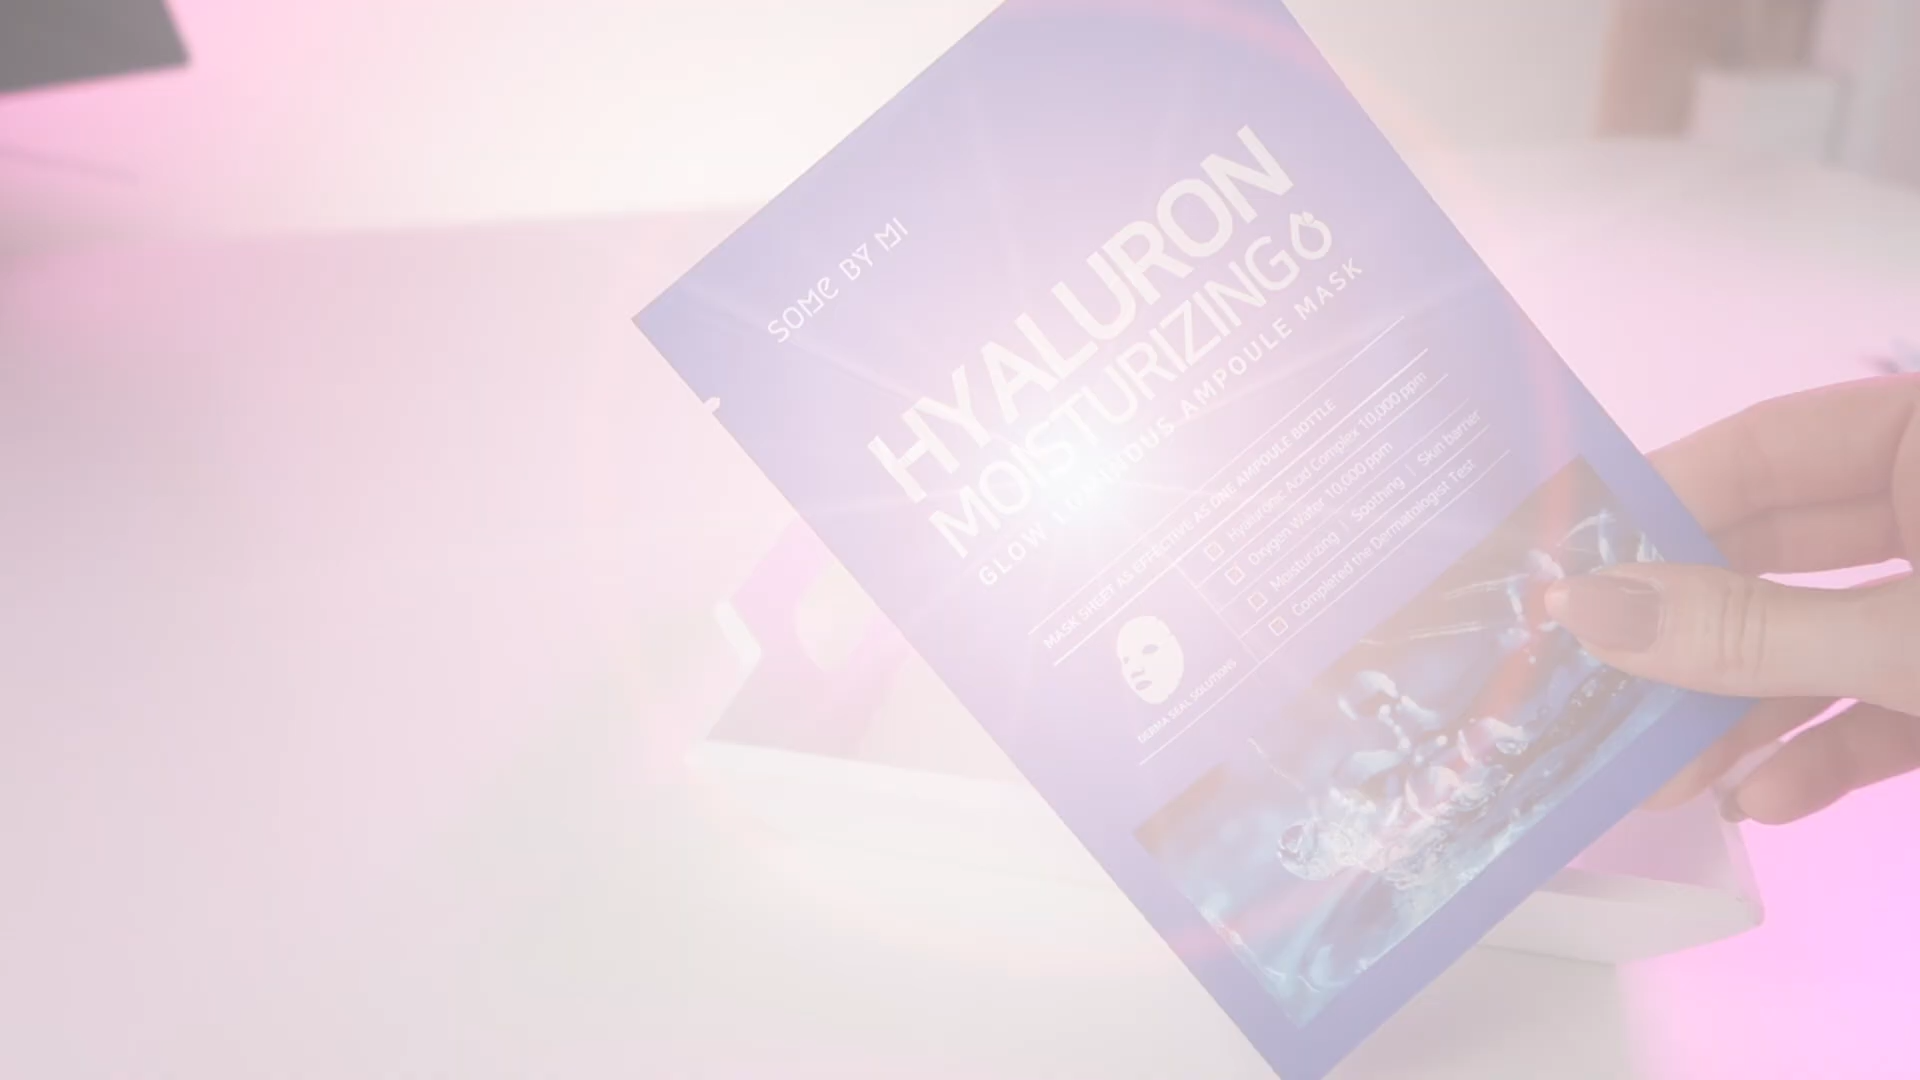 SOME BY MI
HYALURON
MOISTURIZING
GLOW LUMINOUS AMPOULE MASK
MASK SHEET AS EFFECTIVE AS ONE AMPOULE BOTTLE
Hyaluronic Acid Complex 10,000 ppm
Oxygen Water 10,000 ppm
Moisturizing | Soothing | Skin barrier
Completed the Dermatologist Test
DERMA SEAL SOLUTIONS